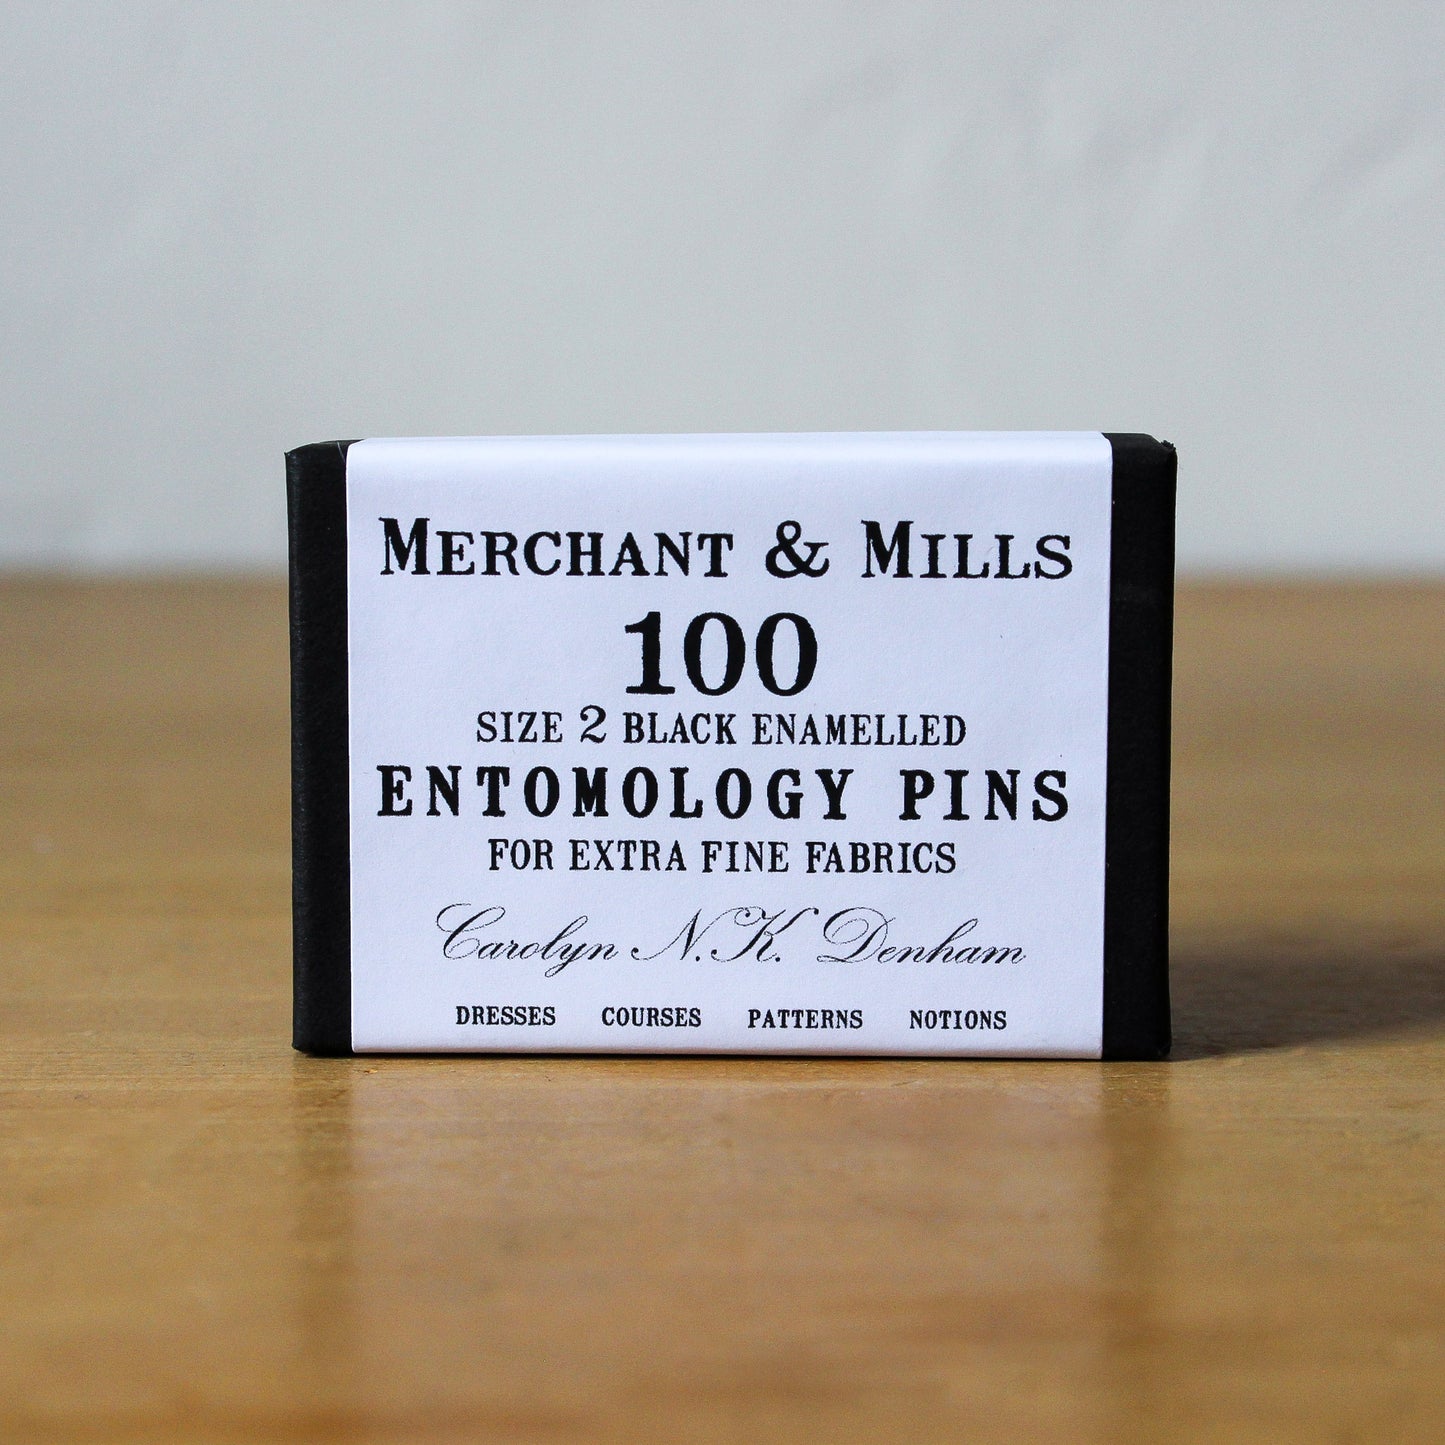 MERCHANT & MILLS
100
SIZE 2 BLACK ENAMELLED
ENTOMOLOGY PINS
FOR EXTRA FINE FABRICS
Carolyn N.K. Denham
DRESSES COURSES PATTERNS NOTIONS